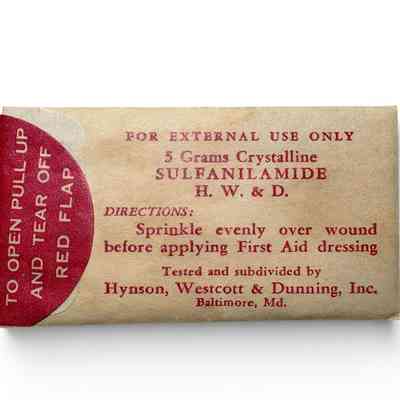 TO OPEN PULL UP
AND TEAR OFF
RED FLAP
FOR EXTERNAL USE ONLY
5 Grams Crystalline
SULFANILAMIDE
H. W. & D.
DIRECTIONS:
Sprinkle evenly over wound
before applying First Aid dressing
Tested and subdivided by
Hynson, Westcott & Dunning, Inc.
Baltimore, Md.